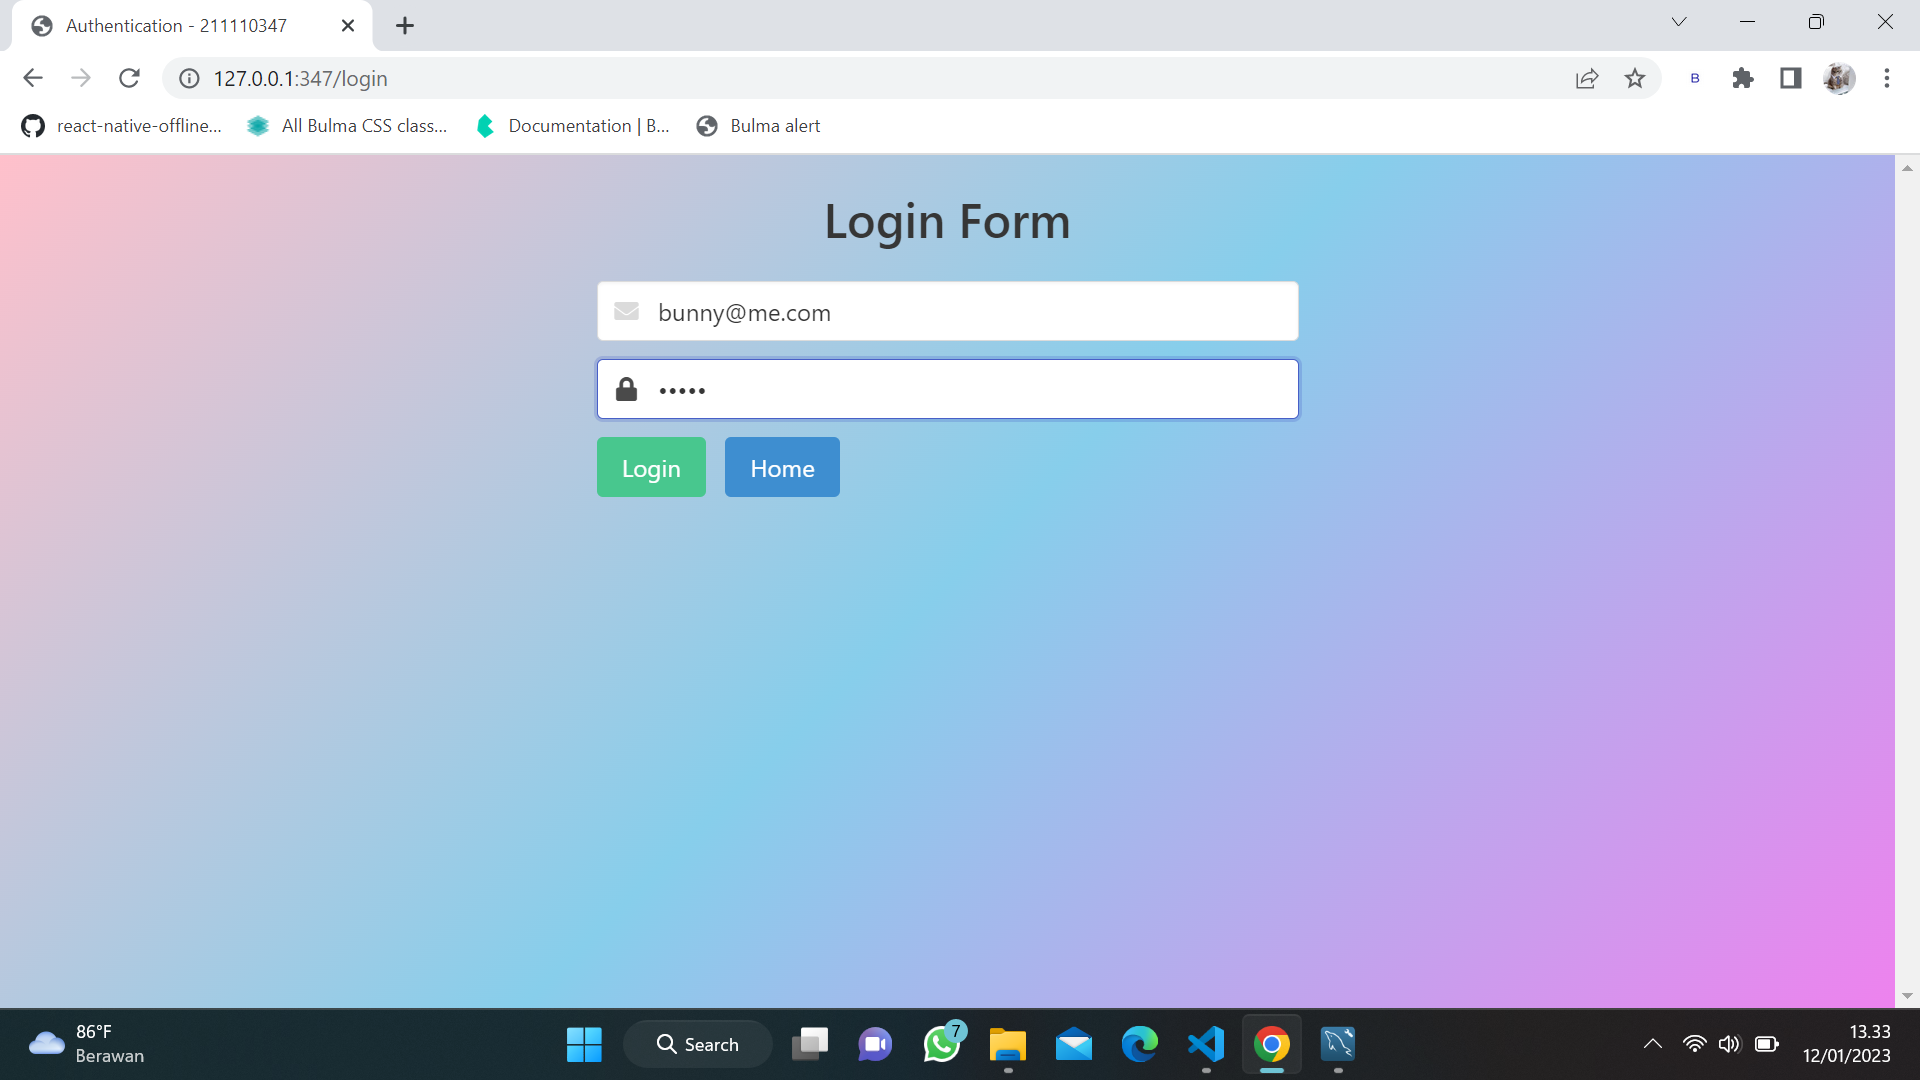 Authentication - 211110347
127.0.0.1:347/login
B
react-native-offline...
All Bulma CSS class...
Documentation | B...
Bulma alert
Login Form
bunny@me.com
•••••
Login
Home
86°F
Berawan
Search
7
13.33
12/01/2023